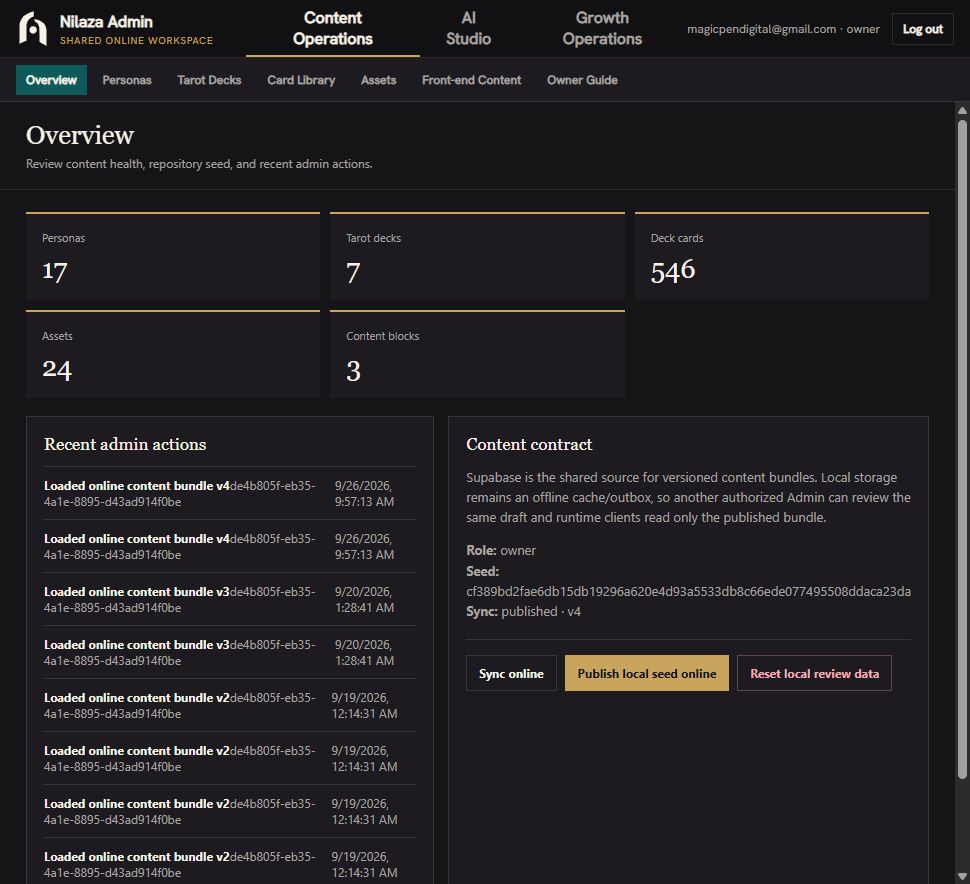 Nilaza Admin
SHARED ONLINE WORKSPACE
Content
Operations
AI
Studio
Growth
Operations
magicpendigital@gmail.com · owner
Log out
Overview
Personas
Tarot Decks
Card Library
Assets
Front-end Content
Owner Guide
Overview
Review content health, repository seed, and recent admin actions.
Personas
17
Tarot decks
7
Deck cards
546
Assets
24
Content blocks
3
Recent admin actions
Loaded online content bundle v4de4b805f-eb35-
4a1e-8895-d43ad914f0be
9/26/2026,
9:57:13 AM
Loaded online content bundle v4de4b805f-eb35-
4a1e-8895-d43ad914f0be
9/26/2026,
9:57:13 AM
Loaded online content bundle v3de4b805f-eb35-
4a1e-8895-d43ad914f0be
9/20/2026,
1:28:41 AM
Loaded online content bundle v3de4b805f-eb35-
4a1e-8895-d43ad914f0be
9/20/2026,
1:28:41 AM
Loaded online content bundle v2de4b805f-eb35-
4a1e-8895-d43ad914f0be
9/19/2026,
12:14:31 AM
Loaded online content bundle v2de4b805f-eb35-
4a1e-8895-d43ad914f0be
9/19/2026,
12:14:31 AM
Loaded online content bundle v2de4b805f-eb35-
4a1e-8895-d43ad914f0be
9/19/2026,
12:14:31 AM
Loaded online content bundle v2de4b805f-eb35-
4a1e-8895-d43ad914f0be
9/19/2026,
12:14:31 AM
Content contract
Supabase is the shared source for versioned content bundles. Local storage
remains an offline cache/outbox, so another authorized Admin can review the
same draft and runtime clients read only the published bundle.
Role: owner
Seed:
cf389bd2fae6db15db19296a620e4d93a5533db8c66ede077495508ddaca23da
Sync: published · v4
Sync online
Publish local seed online
Reset local review data